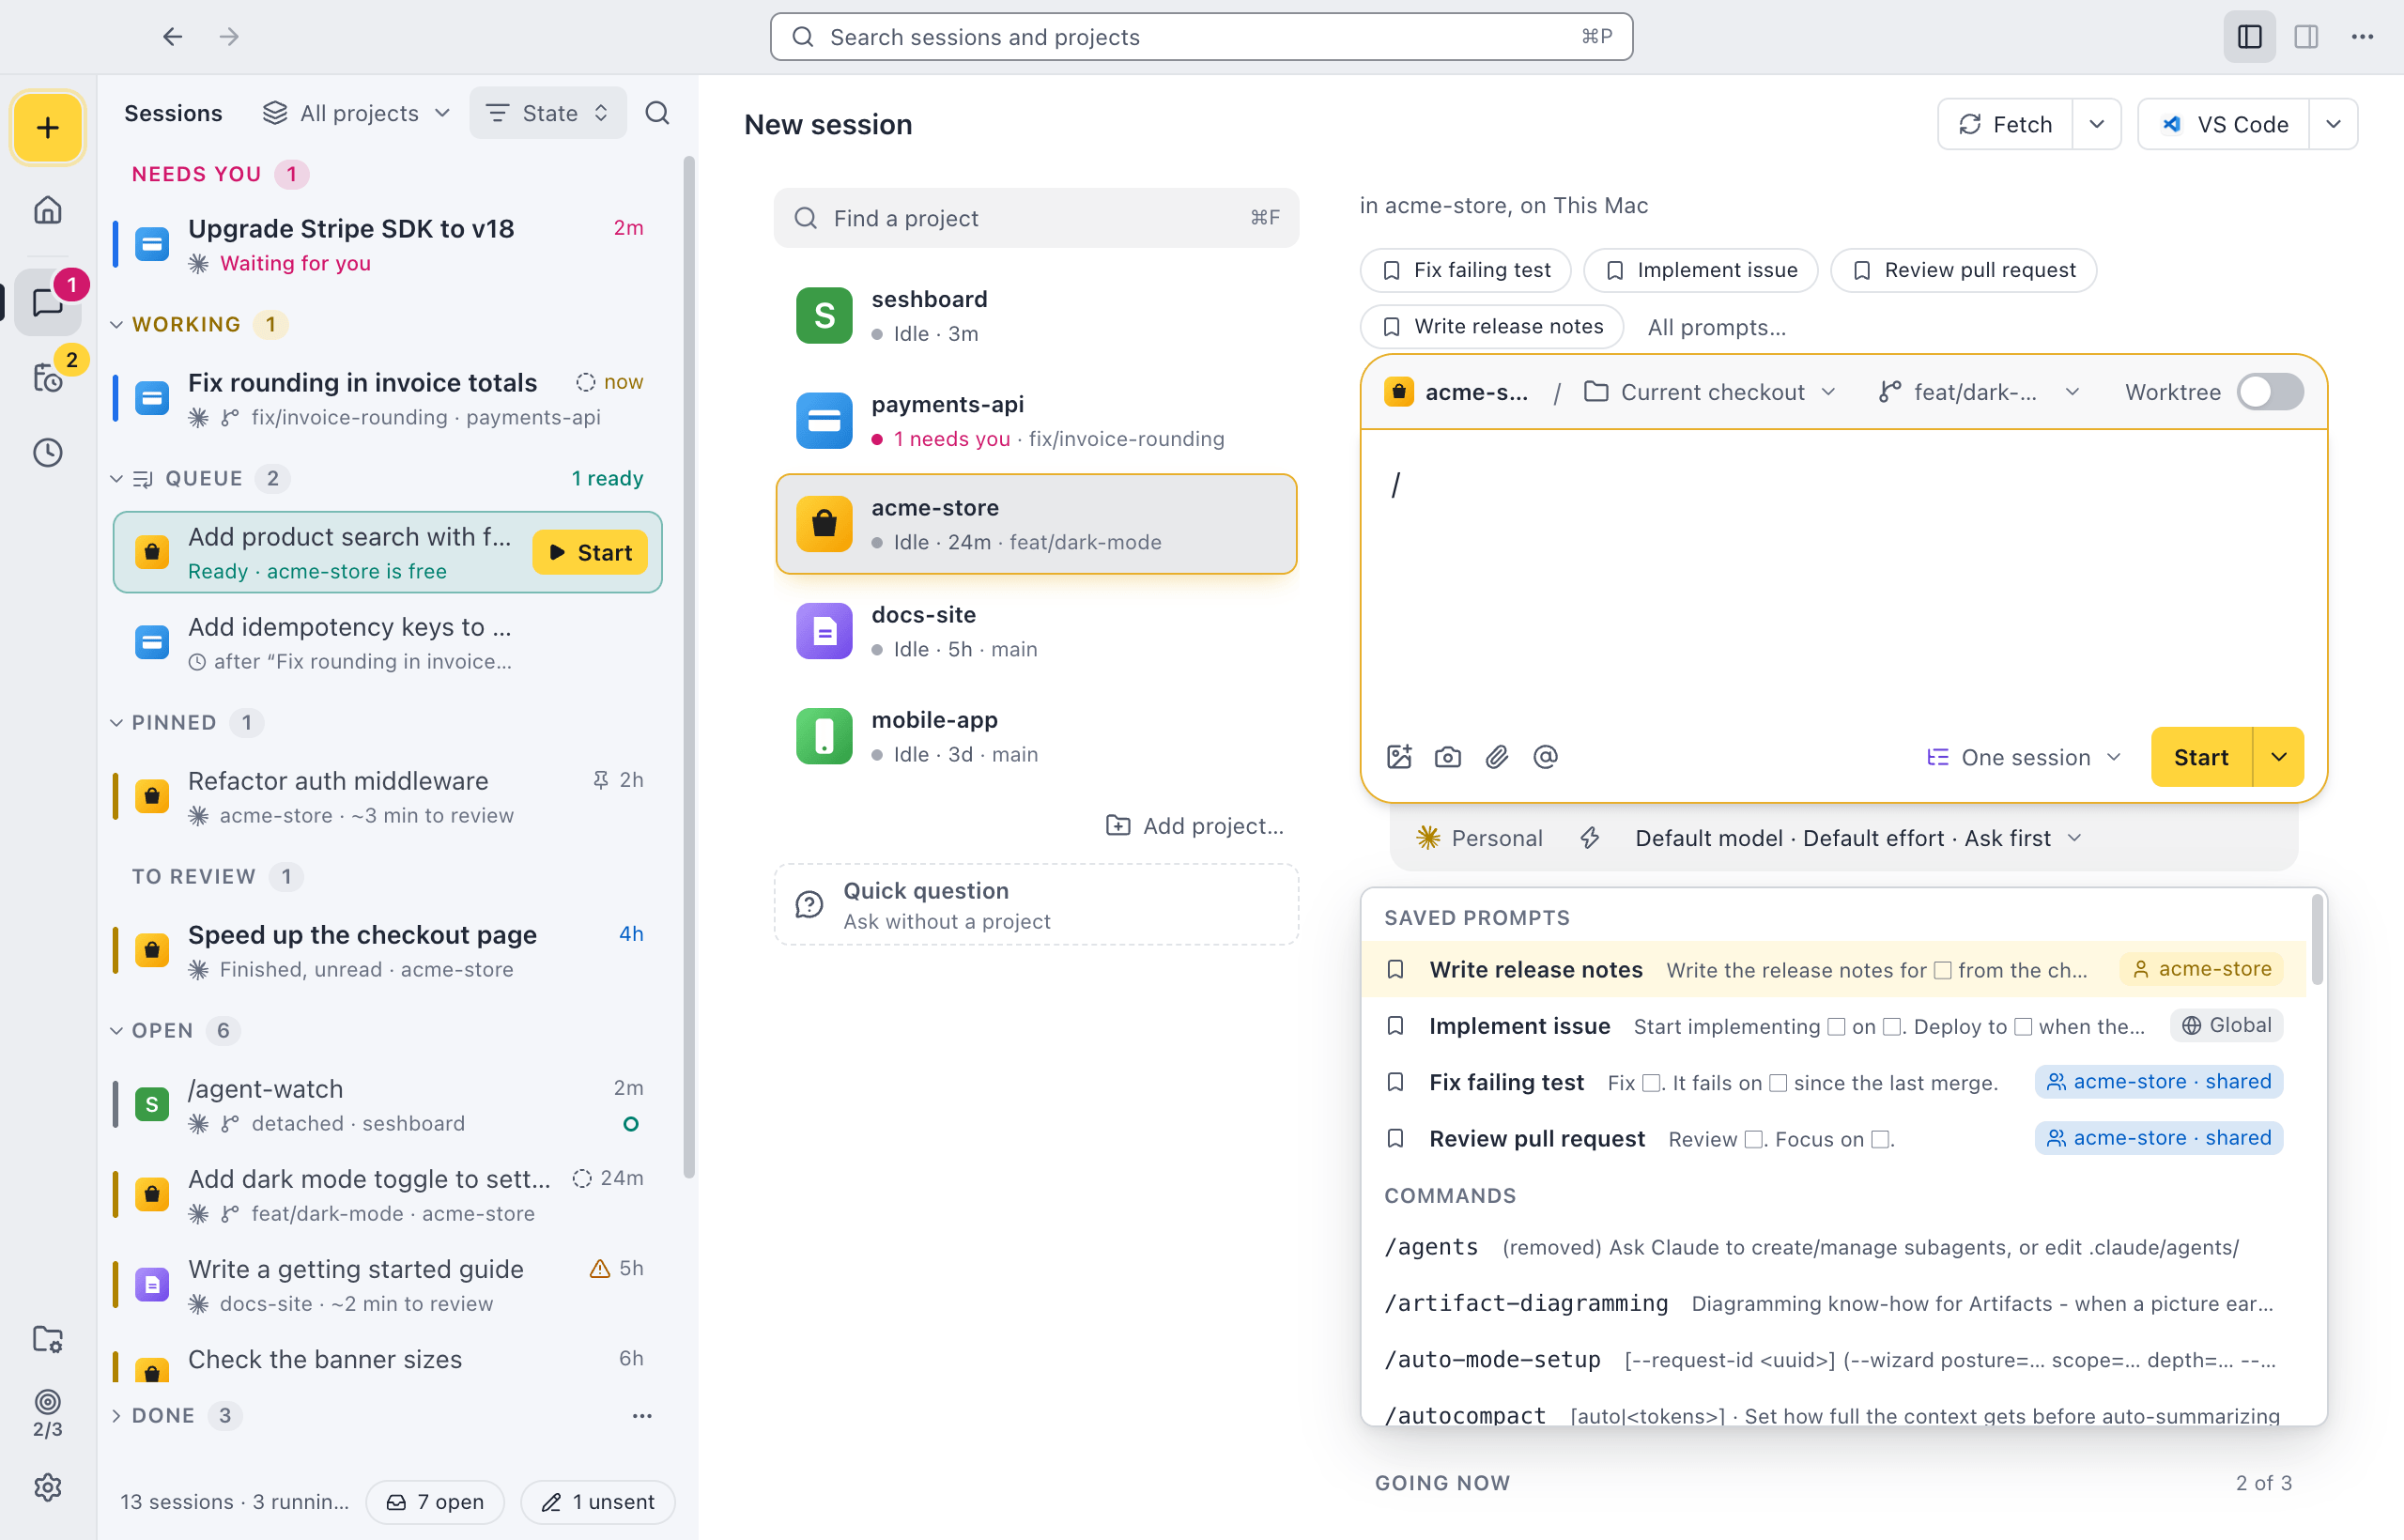 Search sessions and projects ⌘P
Sessions All projects State
NEEDS YOU 1
Upgrade Stripe SDK to v18 2m
Waiting for you
1
WORKING 1
2
Fix rounding in invoice totals now
fix/invoice-rounding · payments-api
QUEUE 2 1 ready
Add product search with f... Start
Ready · acme-store is free
Add idempotency keys to ...
after “Fix rounding in invoice...
PINNED 1
Refactor auth middleware 2h
acme-store · ~3 min to review
TO REVIEW 1
Speed up the checkout page 4h
Finished, unread · acme-store
OPEN 6
S /agent-watch 2m
detached · seshboard
Add dark mode toggle to sett... 24m
feat/dark-mode · acme-store
Write a getting started guide 5h
docs-site · ~2 min to review
Check the banner sizes 6h
DONE 3
2/3
13 sessions · 3 runnin... 7 open 1 unsent
New session
Fetch VS Code
Find a project ⌘F
S seshboard
Idle · 3m
payments-api
1 needs you · fix/invoice-rounding
acme-store
Idle · 24m · feat/dark-mode
docs-site
Idle · 5h · main
mobile-app
Idle · 3d · main
Add project...
Quick question
Ask without a project
in acme-store, on This Mac
Fix failing test Implement issue Review pull request
Write release notes All prompts...
acme-s... / Current checkout feat/dark-... Worktree
/
One session Start
Personal Default model · Default effort · Ask first
SAVED PROMPTS
Write release notes Write the release notes for from the ch... acme-store
Implement issue Start implementing on . Deploy to when the... Global
Fix failing test Fix . It fails on since the last merge. acme-store · shared
Review pull request Review . Focus on . acme-store · shared
COMMANDS
/agents (removed) Ask Claude to create/manage subagents, or edit .claude/agents/
/artifact-diagramming Diagramming know-how for Artifacts - when a picture ear...
/auto-mode-setup [--request-id <uuid>] (--wizard posture=... scope=... depth=... --...
/autocompact [auto|<tokens>] · Set how full the context gets before auto-summarizing
GOING NOW 2 of 3